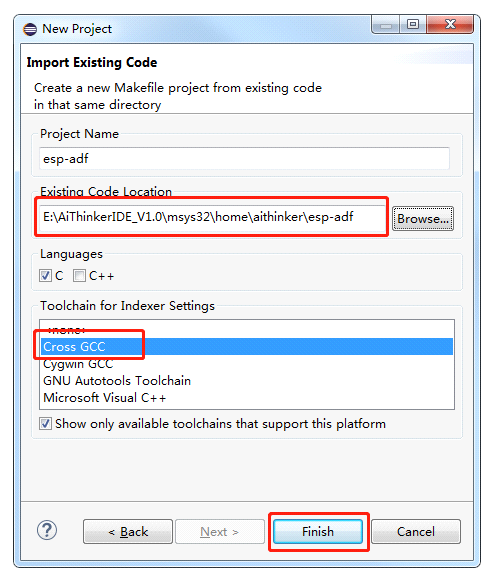 New Project
Import Existing Code
Create a new Makefile project from existing code
in that same directory
Project Name
esp-adf
Existing Code Location
E:\AiThinkerIDE_V1.0\msys32\home\aithinker\esp-adf
Browse...
Languages
C C++
Toolchain for Indexer Settings
<none>
Cross GCC
Cygwin GCC
GNU Autotools Toolchain
Microsoft Visual C++
Show only available toolchains that support this platform
? < Back Next > Finish Cancel